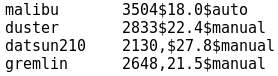 malibu 3504$18.0$auto
duster 2833$22.4$manual
datsun210 2130,$27.8$manual
gremlin 2648,21.5$manual